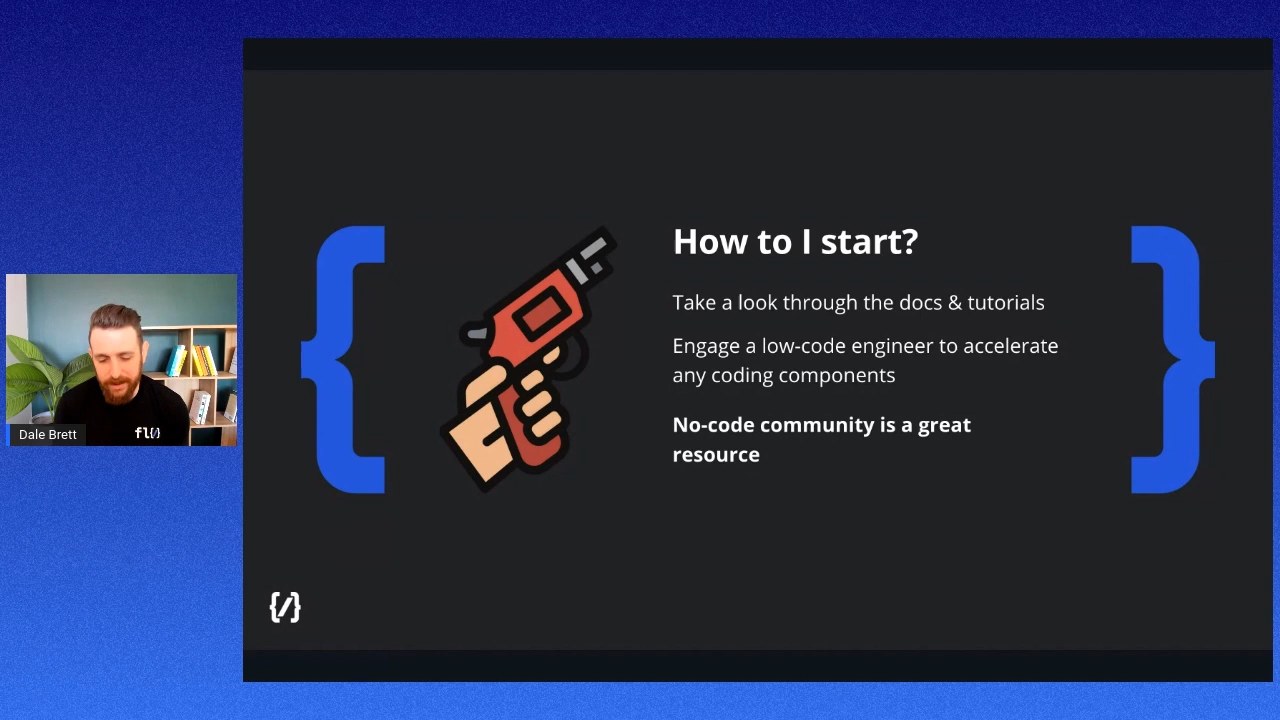 How to I start?
Take a look through the docs & tutorials
Engage a low-code engineer to accelerate
any coding components
No-code community is a great
resource
Dale Brett
fl{/}
{/}